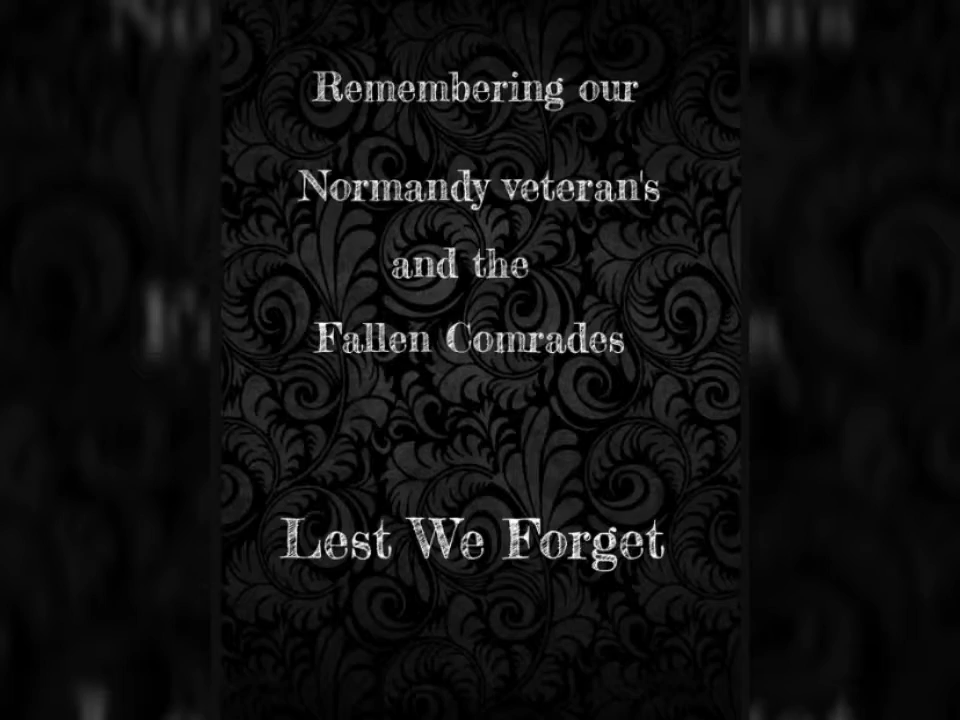 Remembering our
Normandy veteran's
and the
Fallen Comrades
Lest We Forget